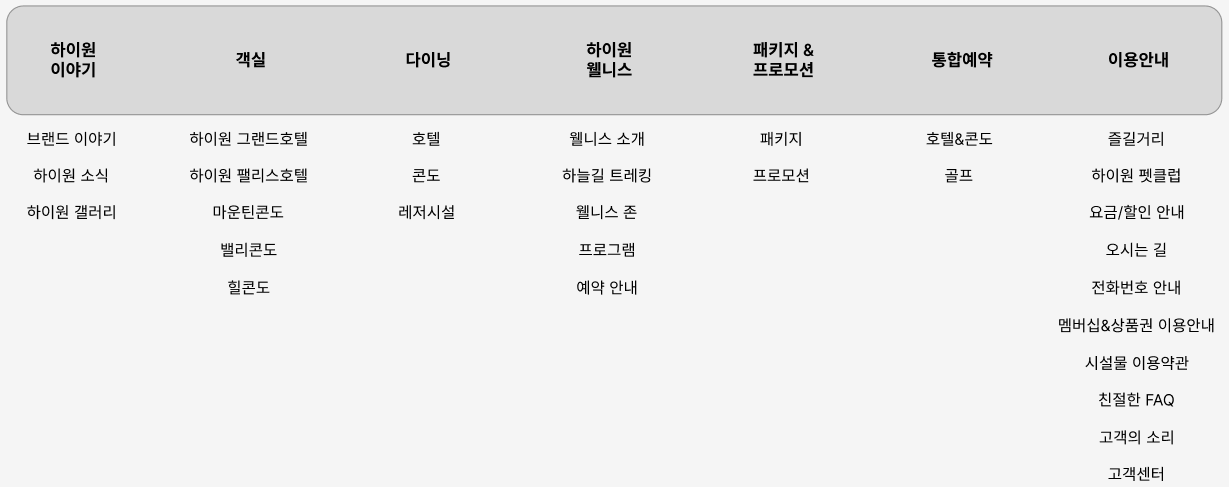 하이원
이야기
객실
다이닝
하이원
웰니스
패키지 &
프로모션
통합예약
이용안내
브랜드 이야기
하이원 그랜드호텔
호텔
웰니스 소개
패키지
호텔&콘도
즐길거리
하이원 소식
하이원 팰리스호텔
콘도
하늘길 트레킹
프로모션
골프
하이원 펫클럽
하이원 갤러리
마운틴콘도
레저시설
웰니스 존
요금/할인 안내
밸리콘도
프로그램
오시는 길
힐콘도
예약 안내
전화번호 안내
멤버십&상품권 이용안내
시설물 이용약관
친절한 FAQ
고객의 소리
고객센터